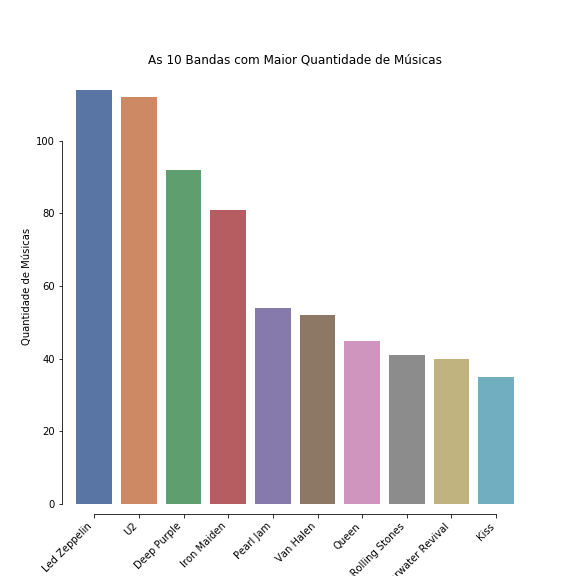 As 10 Bandas com Maior Quantidade de Músicas
Quantidade de Músicas
100
80
60
40
20
0
Led Zeppelin
U2
Deep Purple
Iron Maiden
Pearl Jam
Van Halen
Queen
Rolling Stones
Revival
Kiss